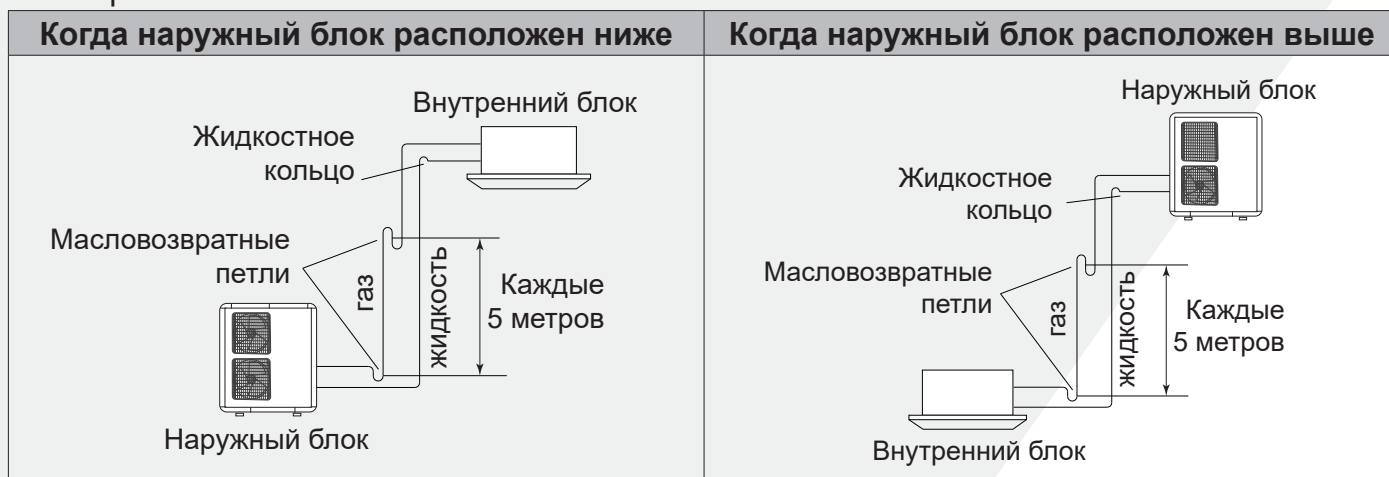 Когда наружный блок расположен ниже
Когда наружный блок расположен выше
Внутренний блок
Жидкостное
кольцо
Масловозвратные
петли
газ
жидкость
Каждые
5 метров
Наружный блок
Наружный блок
Жидкостное
кольцо
Масловозвратные
петли
газ
жидкость
Каждые
5 метров
Внутренний блок